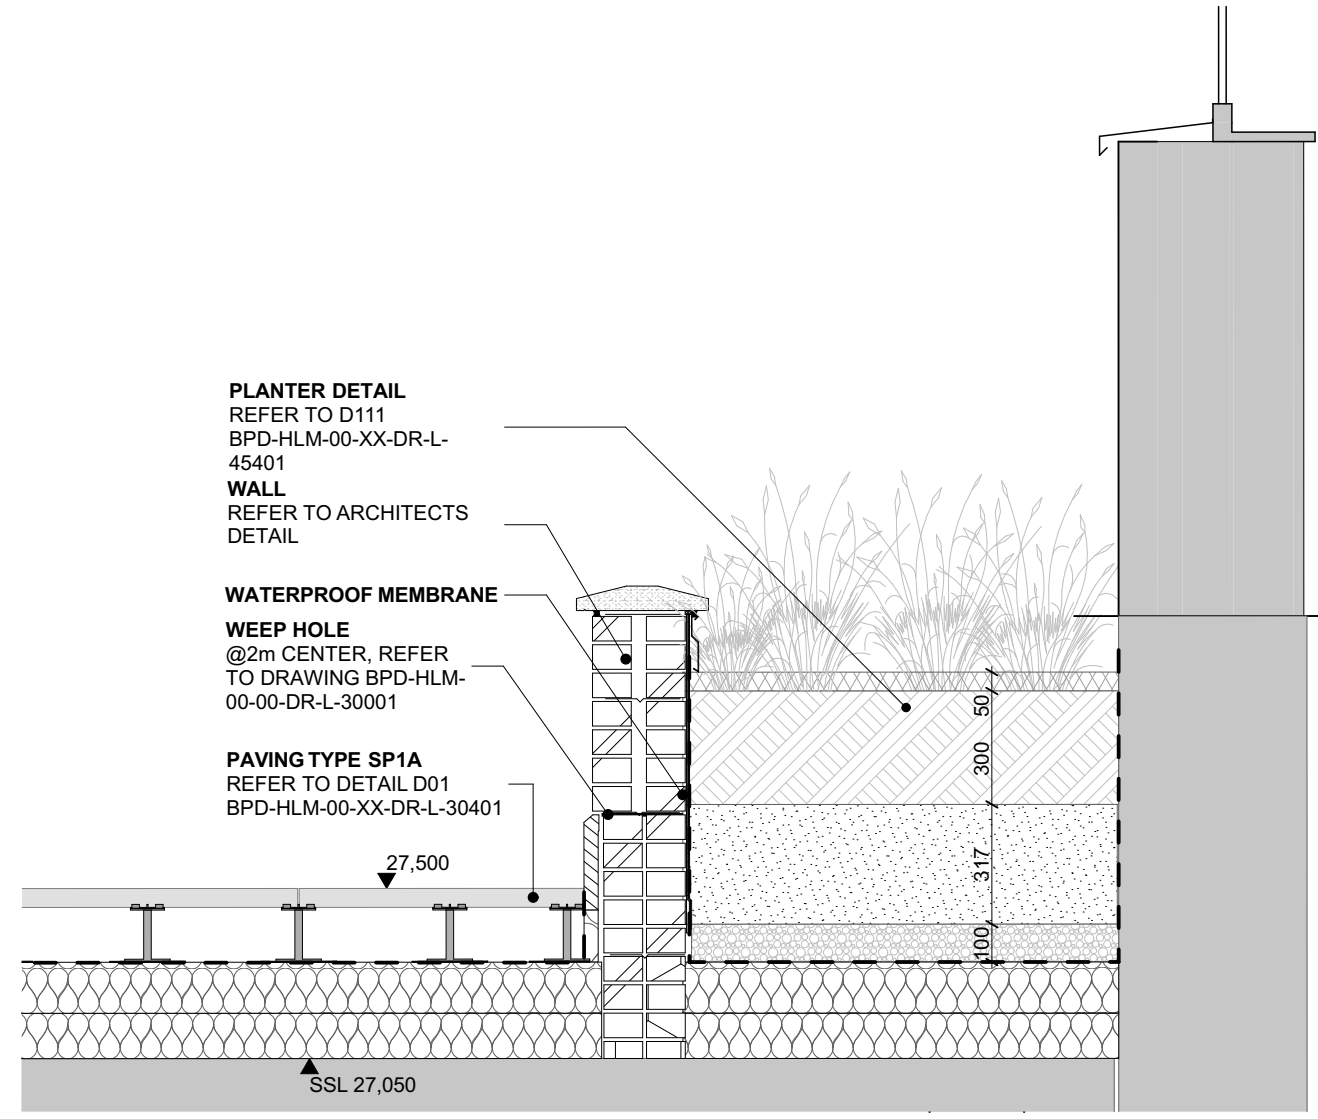 PLANTER DETAIL
REFER TO D111
BPD-HLM-00-XX-DR-L-
45401
WALL
REFER TO ARCHITECTS
DETAIL
WATERPROOF MEMBRANE
WEEP HOLE
@2m CENTER, REFER
TO DRAWING BPD-HLM-
00-00-DR-L-30001
PAVING TYPE SP1A
REFER TO DETAIL D01
BPD-HLM-00-XX-DR-L-30401
27,500
50
300
317
100
SSL 27,050